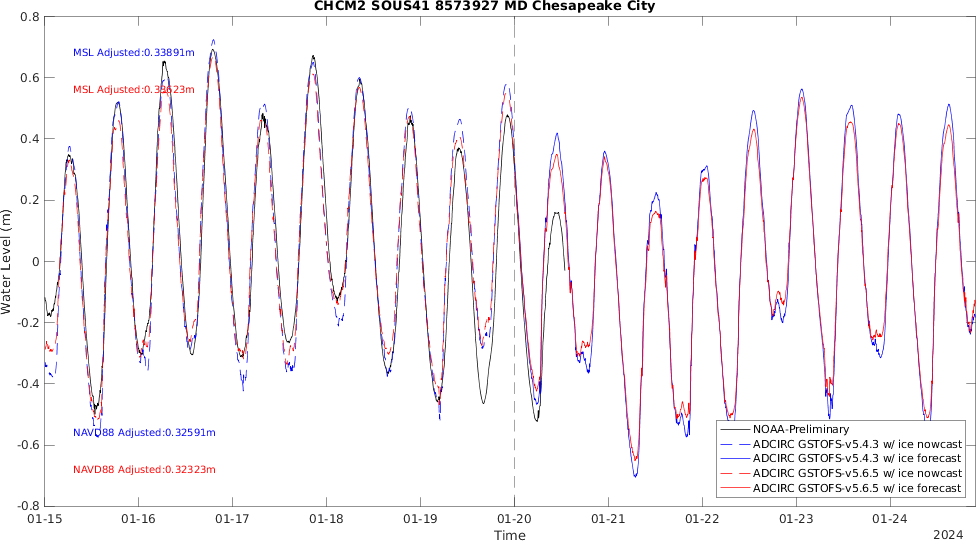 CHCM2 SOUS41 8573927 MD Chesapeake City
0.8
0.6
0.4
0.2
0
-0.2
-0.4
-0.6
-0.8
Water Level (m)
MSL Adjusted:0.33891m
MSL Adjusted:0.33623m
NAVD88 Adjusted:0.32591m
NAVD88 Adjusted:0.32323m
NOAA-Preliminary
ADCIRC GSTOFS-v5.4.3 w/ ice nowcast
ADCIRC GSTOFS-v5.4.3 w/ ice forecast
ADCIRC GSTOFS-v5.6.5 w/ ice nowcast
ADCIRC GSTOFS-v5.6.5 w/ ice forecast
01-15 01-16 01-17 01-18 01-19 01-20 01-21 01-22 01-23 01-24
Time
2024